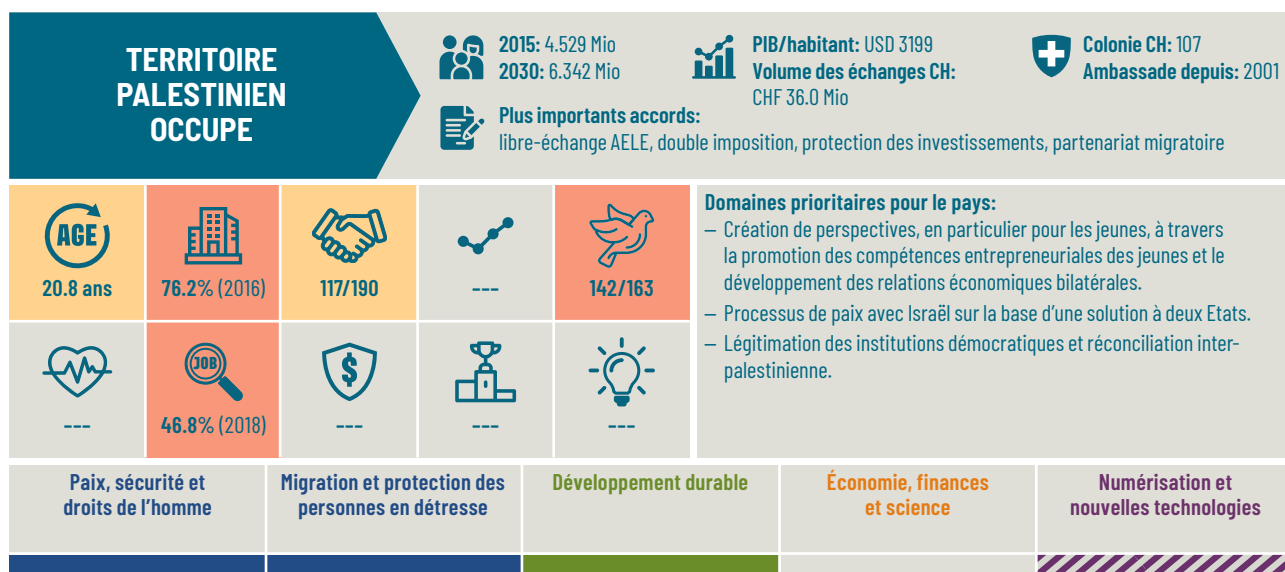 TERRITOIRE
PALESTINIEN
OCCUPE
2015: 4.529 Mio
2030: 6.342 Mio
PIB/habitant: USD 3199
Volume des échanges CH:
CHF 36.0 Mio
Colonie CH: 107
Ambassade depuis: 2001
Plus importants accords:
libre-échange AELE, double imposition, protection des investissements, partenariat migratoire
AGE
20.8 ans
76.2% (2016)
117/190
---
142/163
---
JOB
46.8% (2018)
$
---
---
---
Domaines prioritaires pour le pays:
– Création de perspectives, en particulier pour les jeunes, à travers
la promotion des compétences entrepreneuriales des jeunes et le
développement des relations économiques bilatérales.
– Processus de paix avec Israël sur la base d'une solution à deux Etats.
– Légitimation des institutions démocratiques et réconciliation inter-
palestinienne.
Paix, sécurité et
droits de l'homme
Migration et protection des
personnes en détresse
Développement durable
Économie, finances
et science
Numérisation et
nouvelles technologies